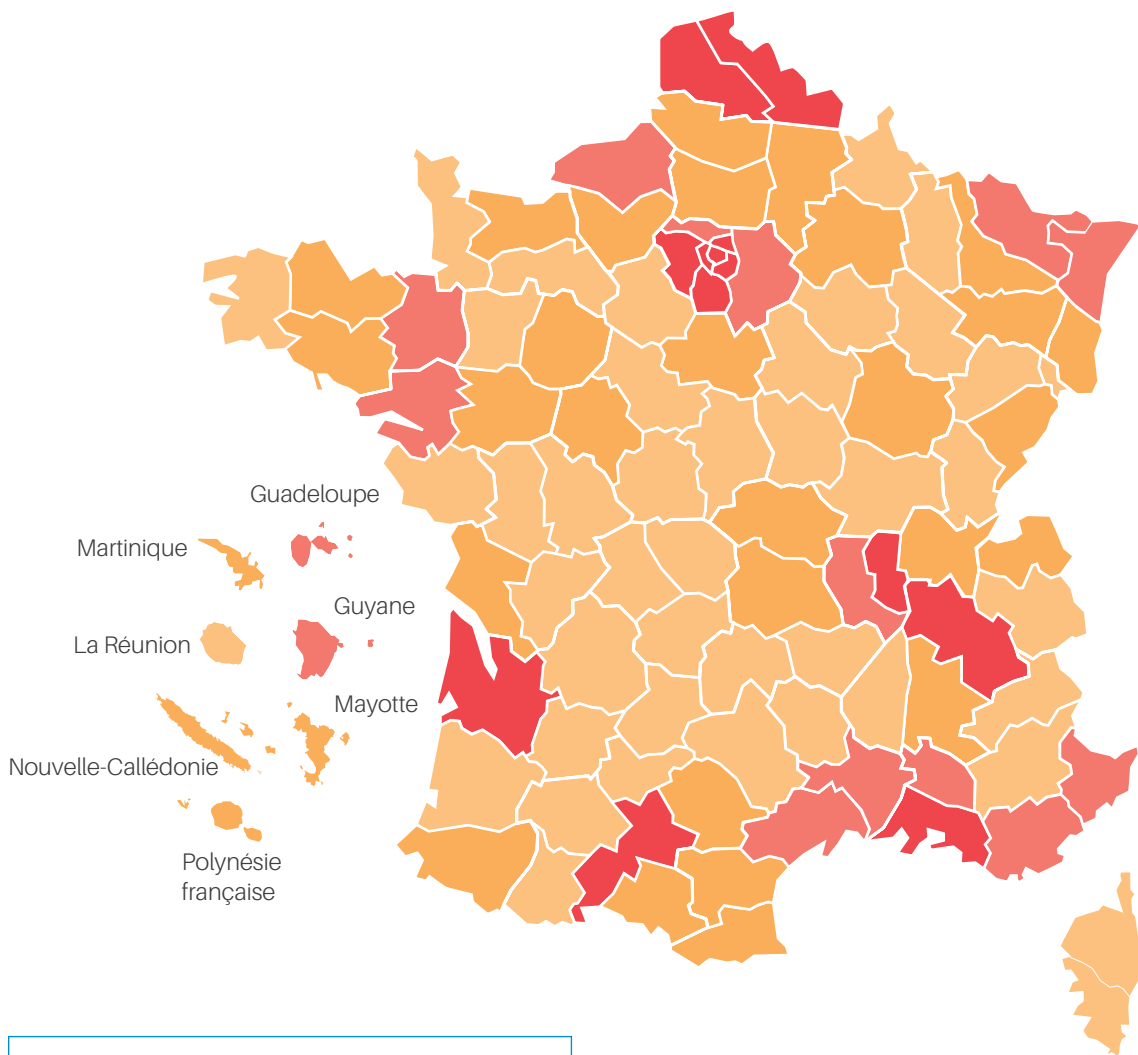 Guadeloupe
Martinique
Guyane
La Réunion
Mayotte
Nouvelle-Callédonie
Polynésie
française